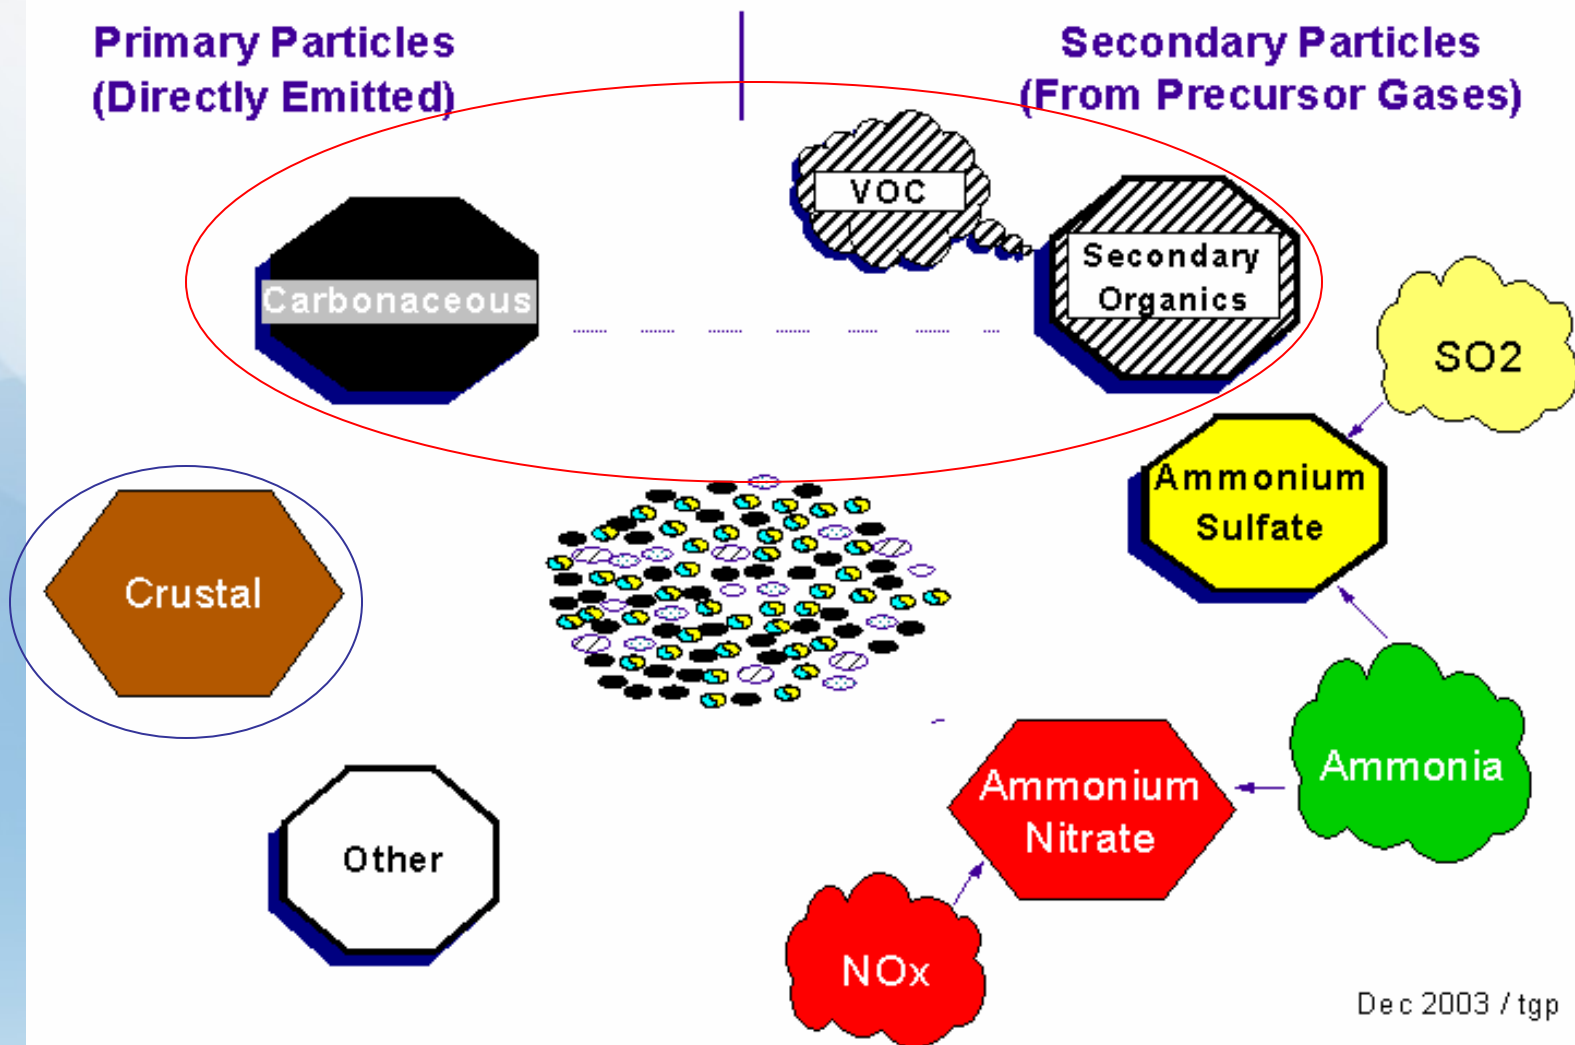 Primary Particles
(Directly Emitted)
Secondary Particles
(From Precursor Gases)
VOC
Carbonaceous
Secondary
Organics
SO2
Ammonium
Sulfate
Crustal
Ammonia
Ammonium
Nitrate
Other
NOx
Dec 2003 / tgp